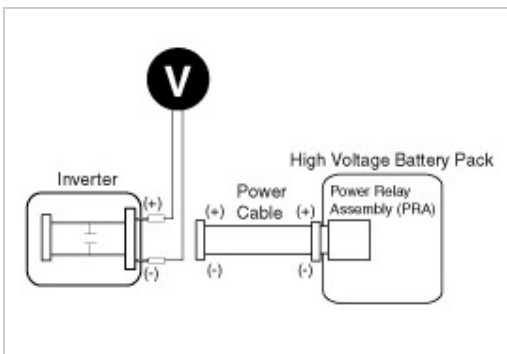 V
High Voltage Battery Pack
Inverter
Power
Cable
Power Relay
Assembly (PRA)
(+)
(+)
(+)
(-)
(-)
(-)